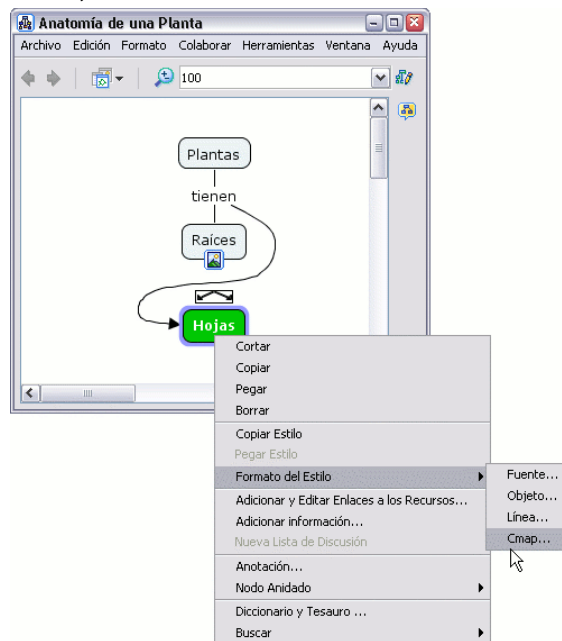 Anatomía de una Planta
Archivo Edición Formato Colaborar Herramientas Ventana Ayuda
100
Plantas
tienen
Raíces
Hojas
Cortar
Copiar
Pegar
Borrar
Copiar Estilo
Pegar Estilo
Formato del Estilo
Fuente...
Objeto...
Línea...
Cmap...
Adicionar y Editar Enlaces a los Recursos...
Adicionar información...
Nueva Lista de Discusión
Anotación...
Nodo Anidado
Diccionario y Tesauro ...
Buscar